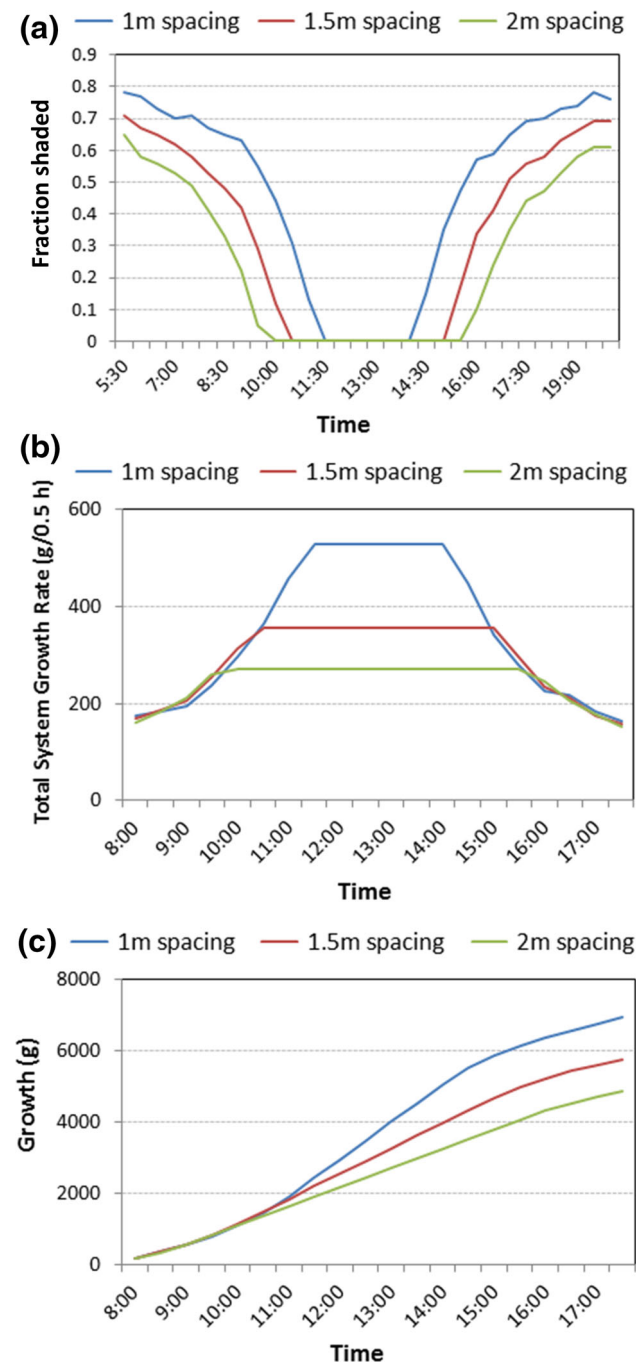 (a)
1m spacing 1.5m spacing 2m spacing
Fraction shaded
0.9
0.8
0.7
0.6
0.5
0.4
0.3
0.2
0.1
0
5:30 7:00 8:30 10:00 11:30 13:00 14:30 16:00 17:30 19:00
Time
(b)
1m spacing 1.5m spacing 2m spacing
Total System Growth Rate (g/0.5 h)
600
400
200
0
8:00 9:00 10:00 11:00 12:00 13:00 14:00 15:00 16:00 17:00
Time
(c)
1m spacing 1.5m spacing 2m spacing
Growth (g)
8000
6000
4000
2000
0
8:00 9:00 10:00 11:00 12:00 13:00 14:00 15:00 16:00 17:00
Time